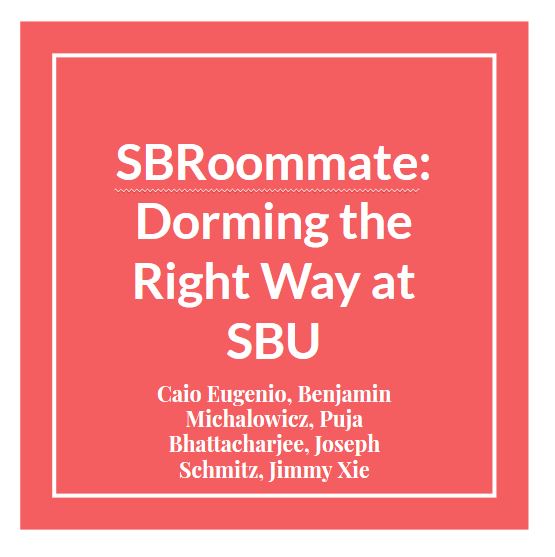 SBRoommate:
Dorming the
Right Way at
SBU
Caio Eugenio, Benjamin
Michalowicz, Puja
Bhattacharjee, Joseph
Schmitz, Jimmy Xie